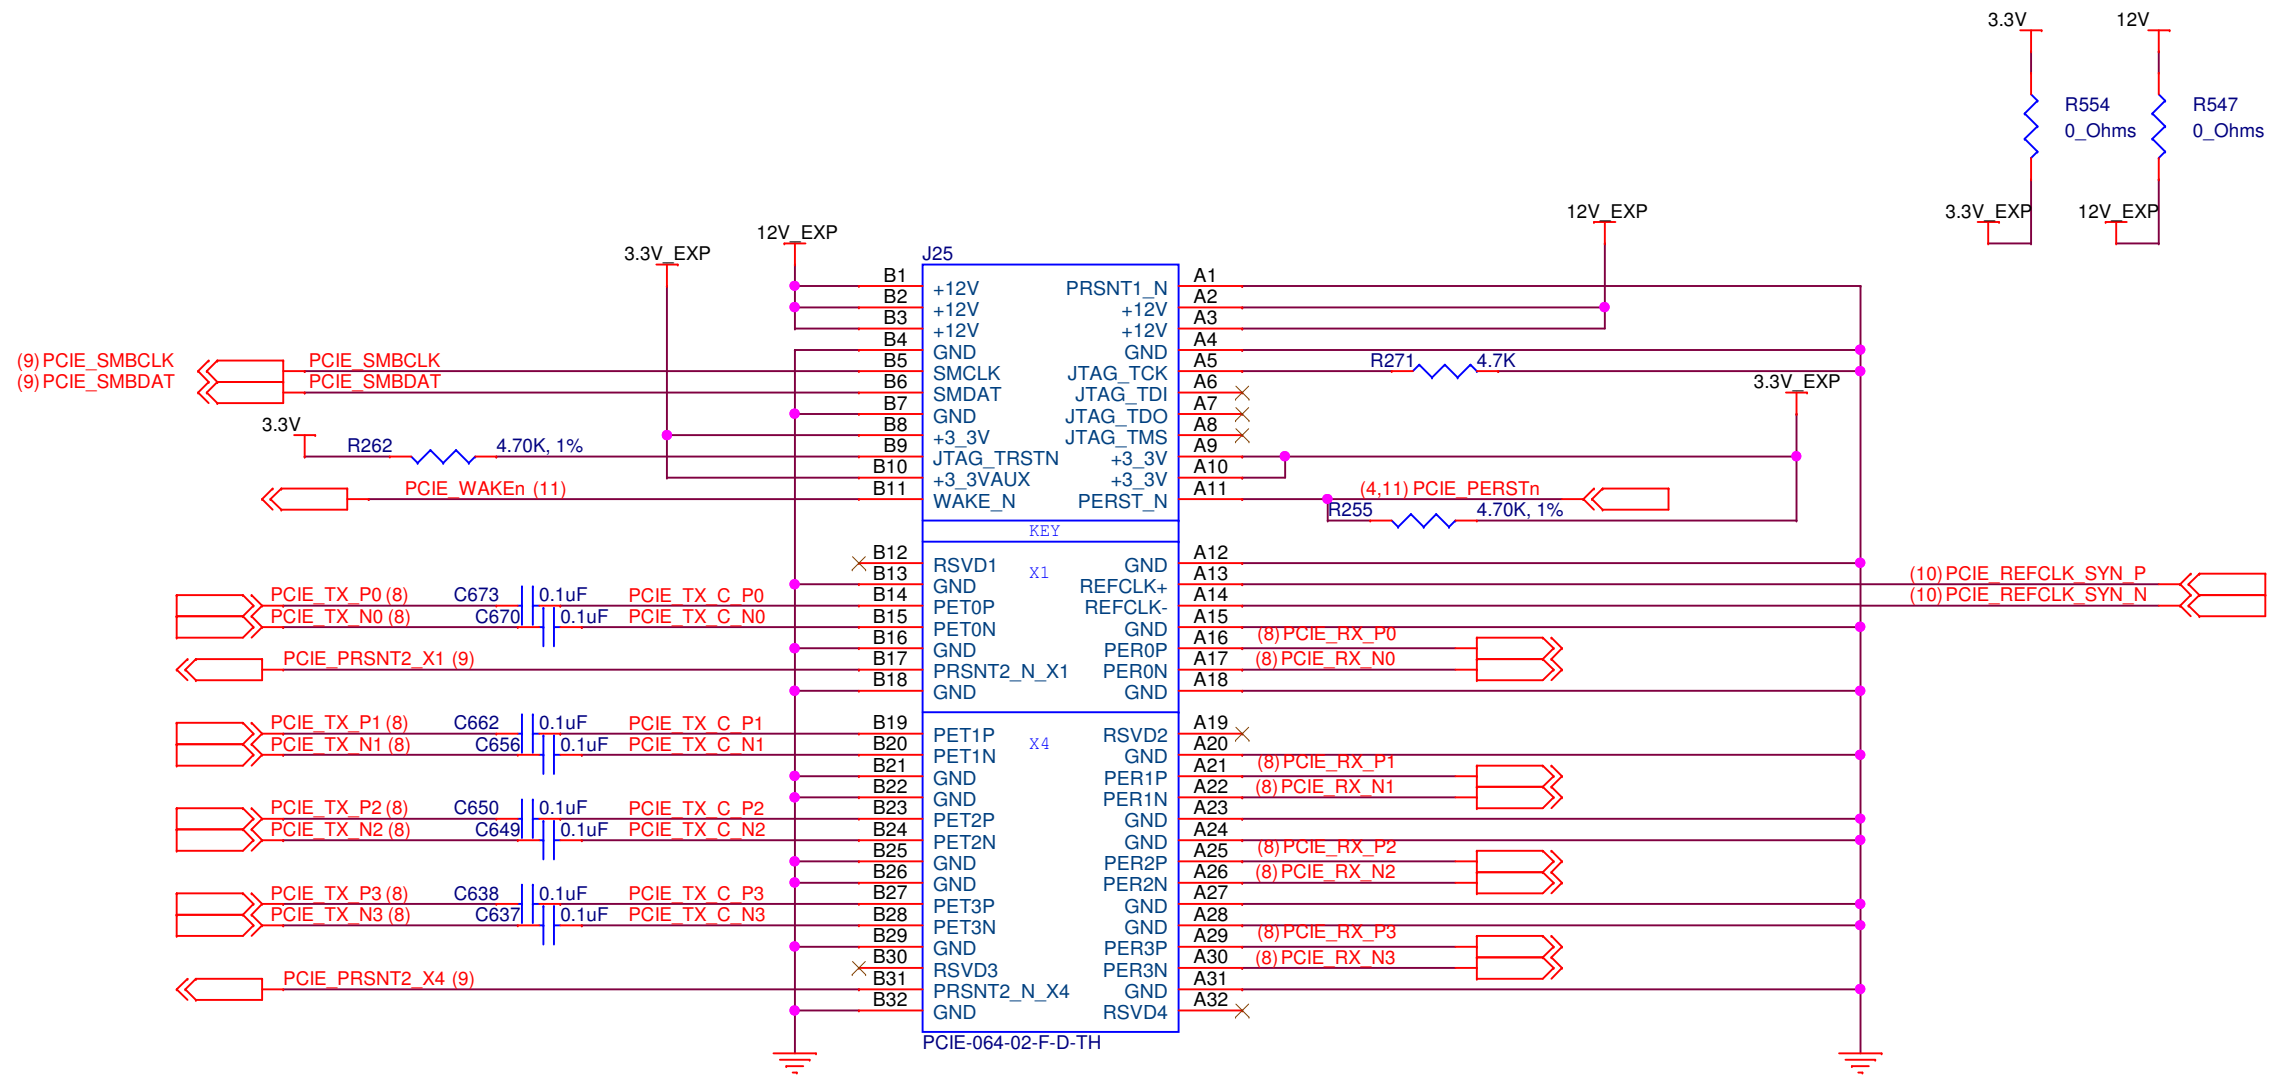 3.3V 12V
R554 R547
0_Ohms 0_Ohms
3.3V_EXP 12V_EXP
12V_EXP 12V_EXP
3.3V_EXP
J25
B1 +12V PRSNT1_N A1
B2 +12V +12V A2
B3 +12V +12V A3
B4 GND GND A4
(9) PCIE_SMBCLK PCIE_SMBCLK B5 SMCLK JTAG_TCK A5 R271 4.7K
(9) PCIE_SMBDAT PCIE_SMBDAT B6 SMDAT JTAG_TDI A6 3.3V_EXP
B7 GND JTAG_TDO A7
3.3V B8 +3_3V JTAG_TMS A8
R262 4.70K, 1% B9 JTAG_TRSTN +3_3V A9
B10 +3_3VAUX +3_3V A10
PCIE_WAKEn (11) B11 WAKE_N PERST_N A11 (4,11) PCIE_PERSTn
R255 4.70K, 1%
KEY
B12 RSVD1 GND A12
X1
B13 GND REFCLK+ A13 (10) PCIE_REFCLK_SYN_P
PCIE_TX_P0 (8) C673 0.1uF PCIE_TX_C_P0 B14 PET0P REFCLK- A14 (10) PCIE_REFCLK_SYN_N
PCIE_TX_N0 (8) C670 0.1uF PCIE_TX_C_N0 B15 PET0N GND A15
B16 GND PER0P A16 (8) PCIE_RX_P0
PCIE_PRSNT2_X1 (9) B17 PRSNT2_N_X1 PER0N A17 (8) PCIE_RX_N0
B18 GND GND A18
PCIE_TX_P1 (8) C662 0.1uF PCIE_TX_C_P1 B19 PET1P RSVD2 A19
X4
PCIE_TX_N1 (8) C656 0.1uF PCIE_TX_C_N1 B20 PET1N GND A20
B21 GND PER1P A21 (8) PCIE_RX_P1
B22 GND PER1N A22 (8) PCIE_RX_N1
PCIE_TX_P2 (8) C650 0.1uF PCIE_TX_C_P2 B23 PET2P GND A23
PCIE_TX_N2 (8) C649 0.1uF PCIE_TX_C_N2 B24 PET2N GND A24
B25 GND PER2P A25 (8) PCIE_RX_P2
B26 GND PER2N A26 (8) PCIE_RX_N2
PCIE_TX_P3 (8) C638 0.1uF PCIE_TX_C_P3 B27 PET3P GND A27
PCIE_TX_N3 (8) C637 0.1uF PCIE_TX_C_N3 B28 PET3N GND A28
B29 GND PER3P A29 (8) PCIE_RX_P3
B30 RSVD3 PER3N A30 (8) PCIE_RX_N3
PCIE_PRSNT2_X4 (9) B31 PRSNT2_N_X4 GND A31
B32 GND RSVD4 A32
PCIE-064-02-F-D-TH